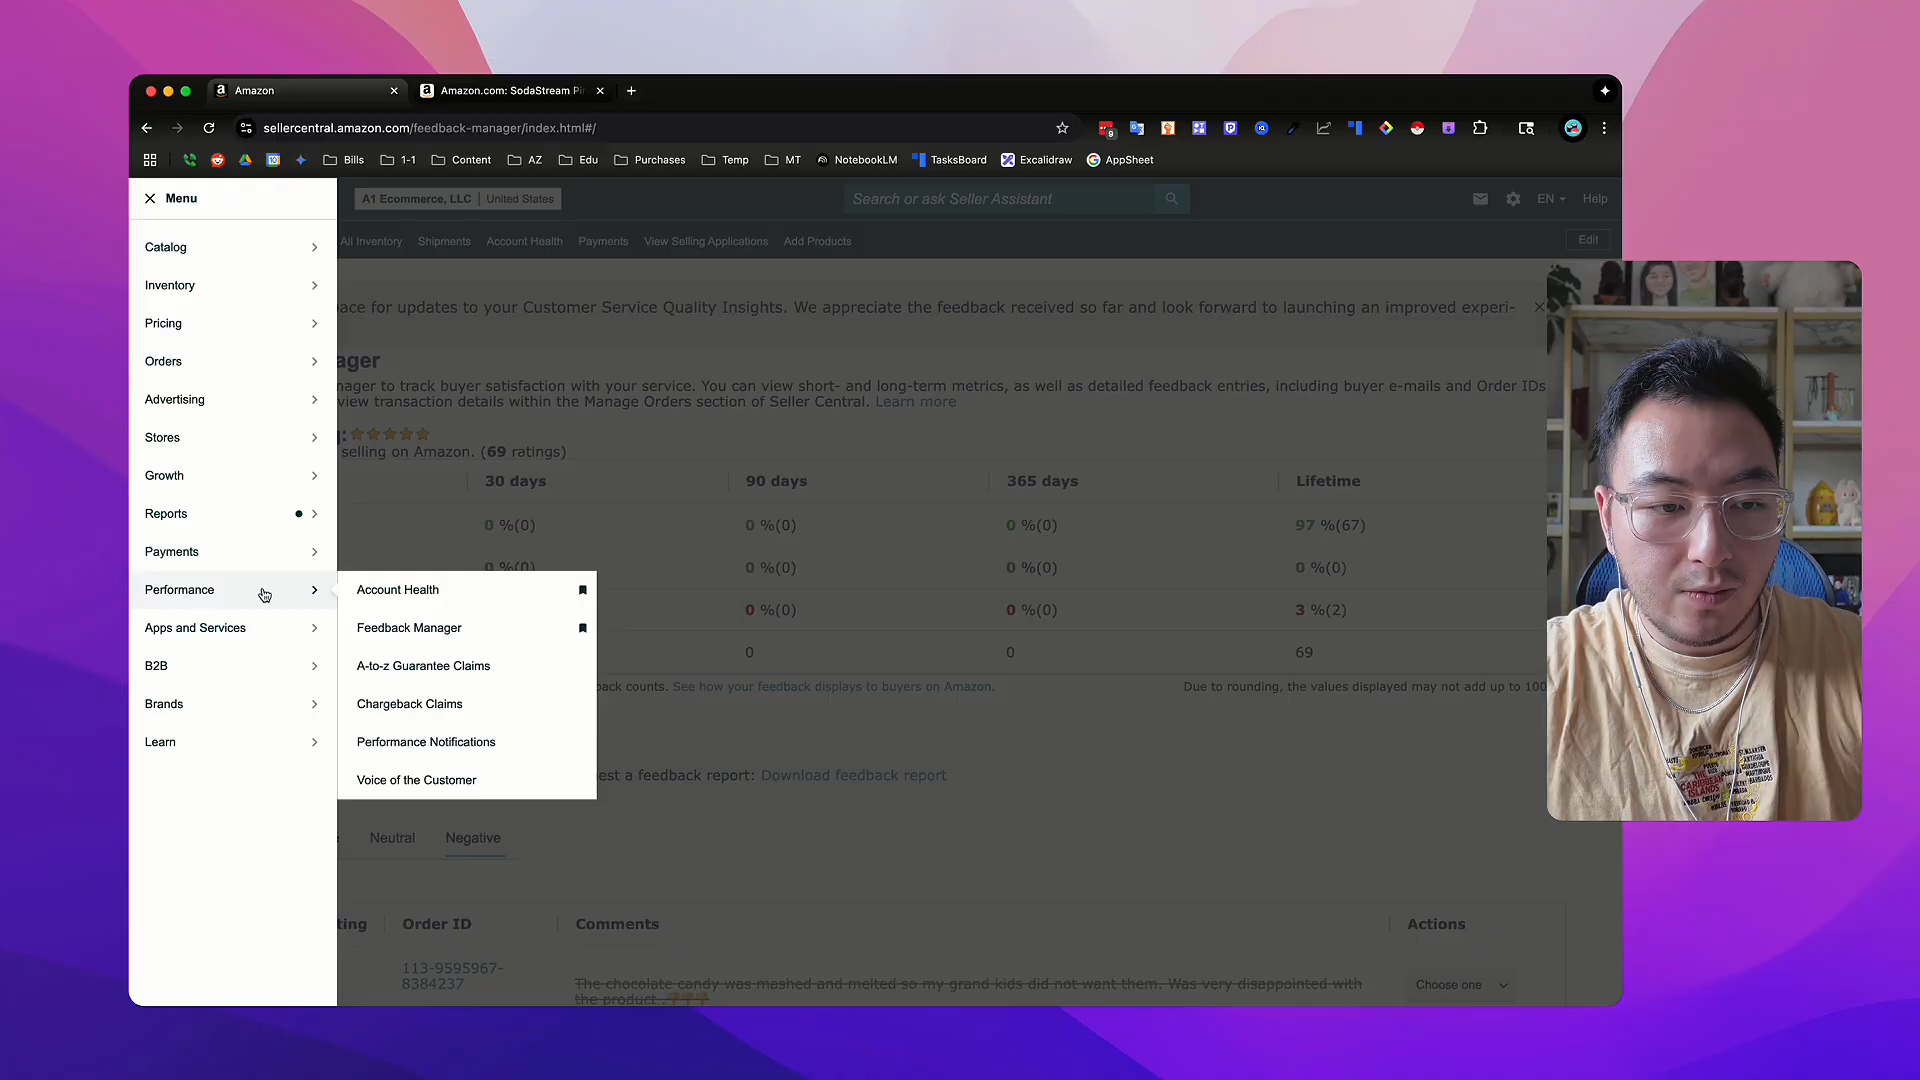 Amazon
Amazon.com: SodaStream Pi
sellercentral.amazon.com/feedback-manager/index.html#/
9
10
Bills
1-1
Content
AZ
Edu
Purchases
Temp
MT
NotebookLM
TasksBoard
Excalidraw
AppSheet
Menu
A1 Ecommerce, LLC | United States
Search or ask Seller Assistant
EN
Help
All Inventory
Shipments
Account Health
Payments
View Selling Applications
Add Products
Edit
Catalog
Inventory
Pricing
Orders
Advertising
Stores
Growth
Reports
Payments
Performance
Apps and Services
B2B
Brands
Learn
Account Health
Feedback Manager
A-to-z Guarantee Claims
Chargeback Claims
Performance Notifications
Voice of the Customer
ace for updates to your Customer Service Quality Insights. We appreciate the feedback received so far and look forward to launching an improved experi-
ager
nager to track buyer satisfaction with your service. You can view short- and long-term metrics, as well as detailed feedback entries, including buyer e-mails and Order IDs
view transaction details within the Manage Orders section of Seller Central. Learn more
selling on Amazon. (69 ratings)
30 days 90 days 365 days Lifetime
0 %(0) 0 %(0) 0 %(0) 97 %(67)
0 %(0) 0 %(0) 0 %(0) 0 %(0)
0 %(0) 0 %(0) 3 %(2)
0 0 69
back counts. See how your feedback displays to buyers on Amazon.
Due to rounding, the values displayed may not add up to 100
est a feedback report: Download feedback report
Neutral Negative
ting Order ID Comments Actions
113-9595967-
8384237
The chocolate candy was mashed and melted so my grand kids did not want them. Was very disappointed with
the product .👎👎👎
Choose one
THE
CARIBBEAN
ISLANDS